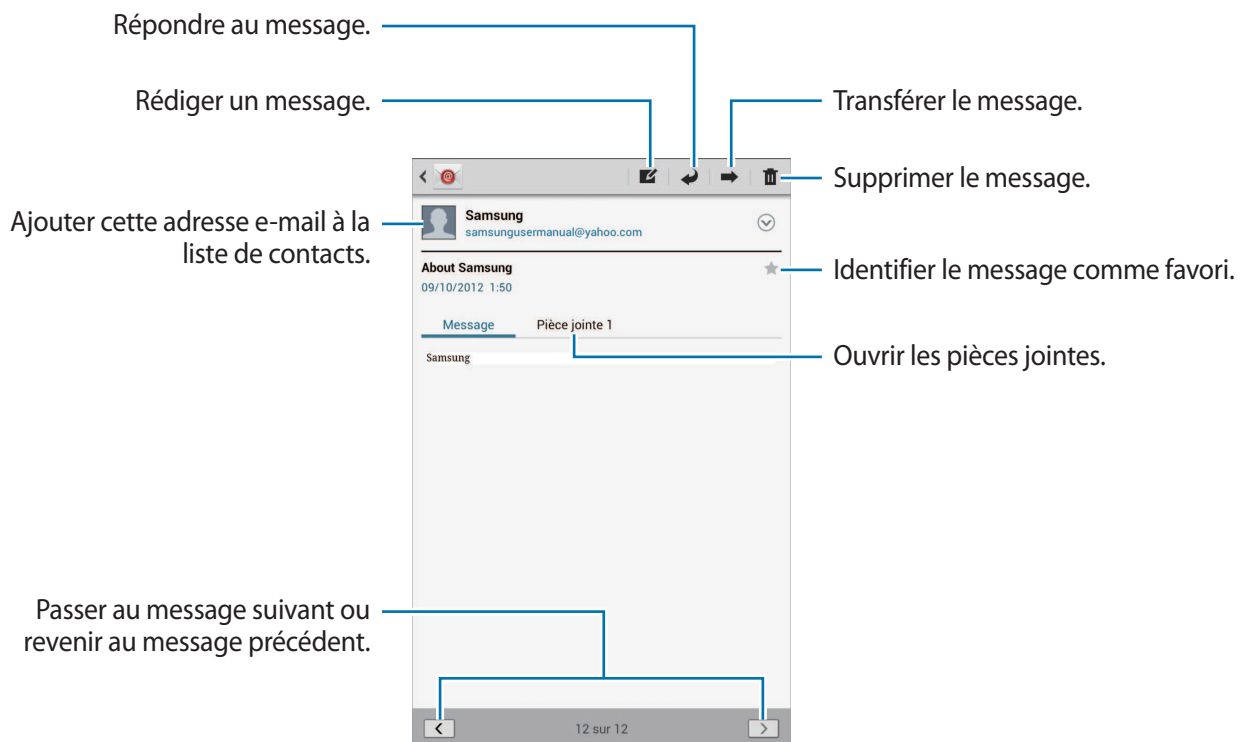 Répondre au message.
Rédiger un message.
Transférer le message.
Supprimer le message.
Ajouter cette adresse e-mail à la
liste de contacts.
Samsung
samsungusermanual@yahoo.com
About Samsung
09/10/2012 1:50
Identifier le message comme favori.
Message
Pièce jointe 1
Ouvrir les pièces jointes.
Samsung
Passer au message suivant ou
revenir au message précédent.
12 sur 12